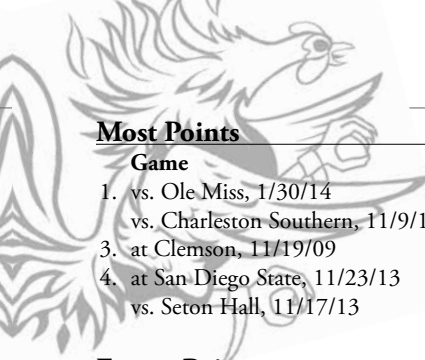 Most Points
Game
1. vs. Ole Miss, 1/30/14
vs. Charleston Southern, 11/9/1
3. at Clemson, 11/19/09
4. at San Diego State, 11/23/13
vs. Seton Hall, 11/17/13